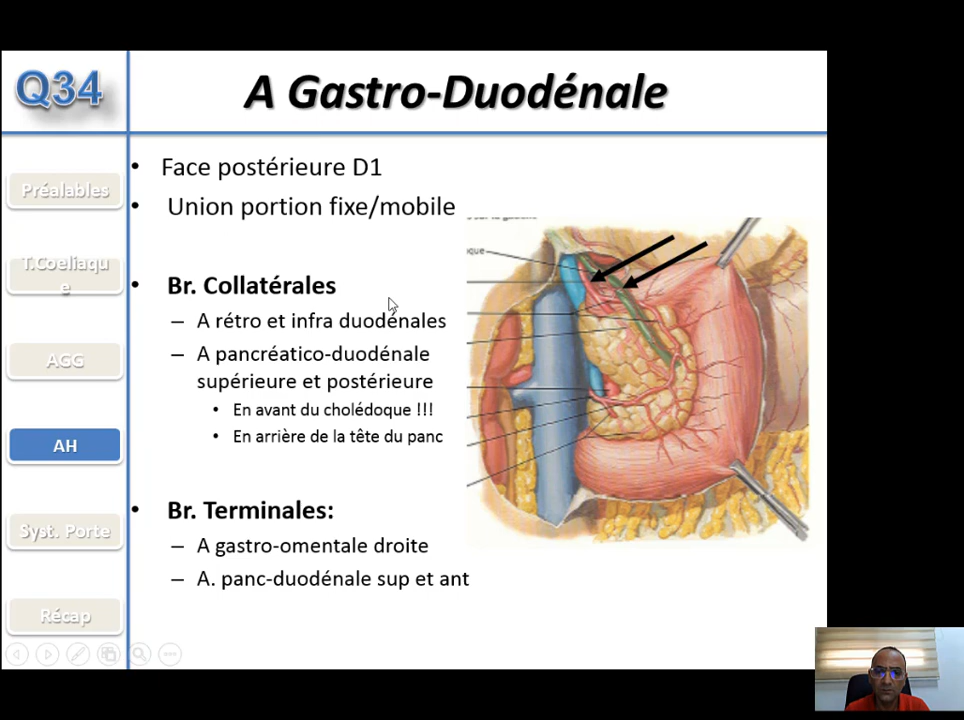 Q34
A Gastro-Duodénale
Préalables
T.Coeliaqu
e
AGG
AH
Syst. Porte
Récap
• Face postérieure D1
• Union portion fixe/mobile
• Br. Collatérales
– A rétro et infra duodénales
– A pancréatico-duodénale
supérieure et postérieure
• En avant du cholédoque !!!
• En arrière de la tête du panc
• Br. Terminales:
– A gastro-omentale droite
– A. panc-duodénale sup et ant